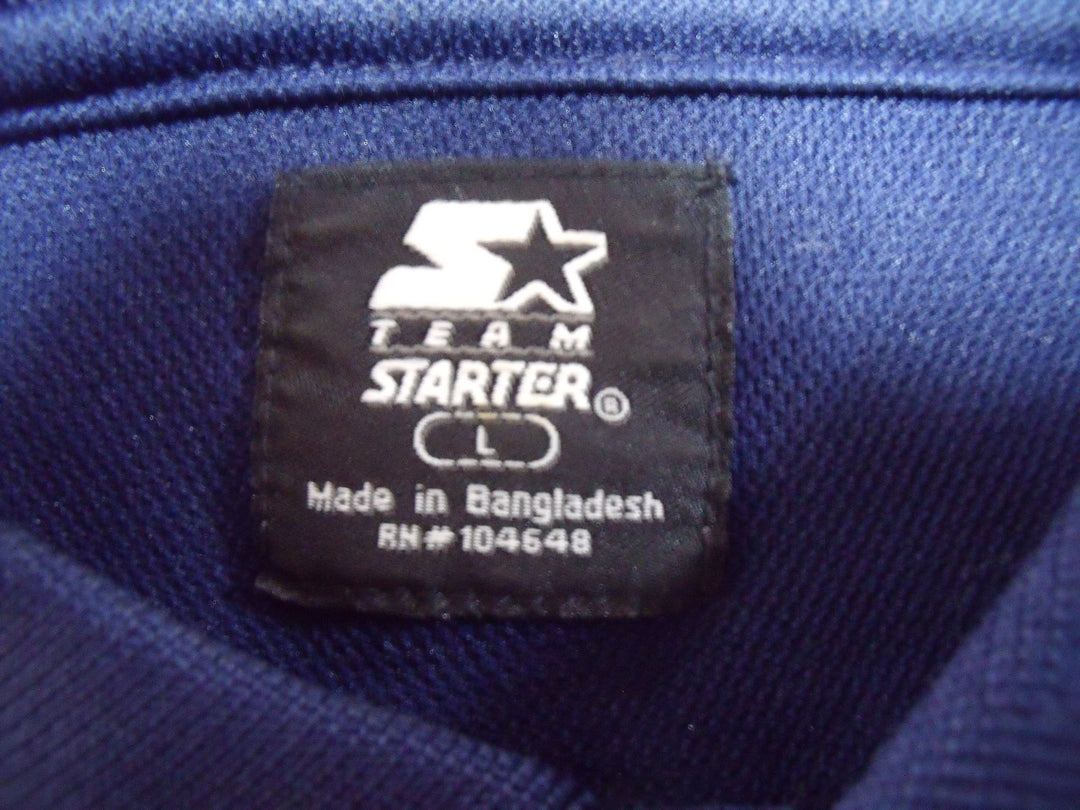 TEAM
STARTER®
L
Made in Bangladesh
RN#104648